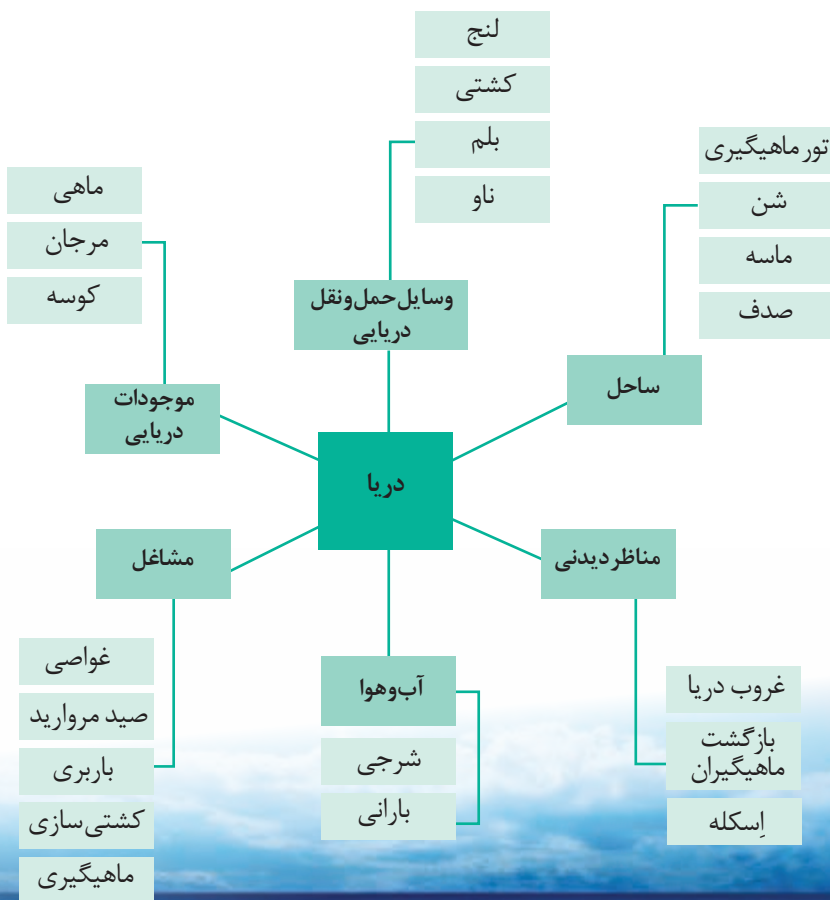 لنج
کشتی
بلم
ناو
وسایل حمل‌ونقل
دریایی
تور ماهیگیری
شن
ماسه
صدف
ساحل
ماهی
مرجان
کوسه
موجودات
دریایی
دریا
مشاغل
غواصی
صید مروارید
باربری
کشتی‌سازی
ماهیگیری
آب‌وهوا
شرجی
بارانی
مناظر دیدنی
غروب دریا
بازگشت
ماهیگیران
اِسکله